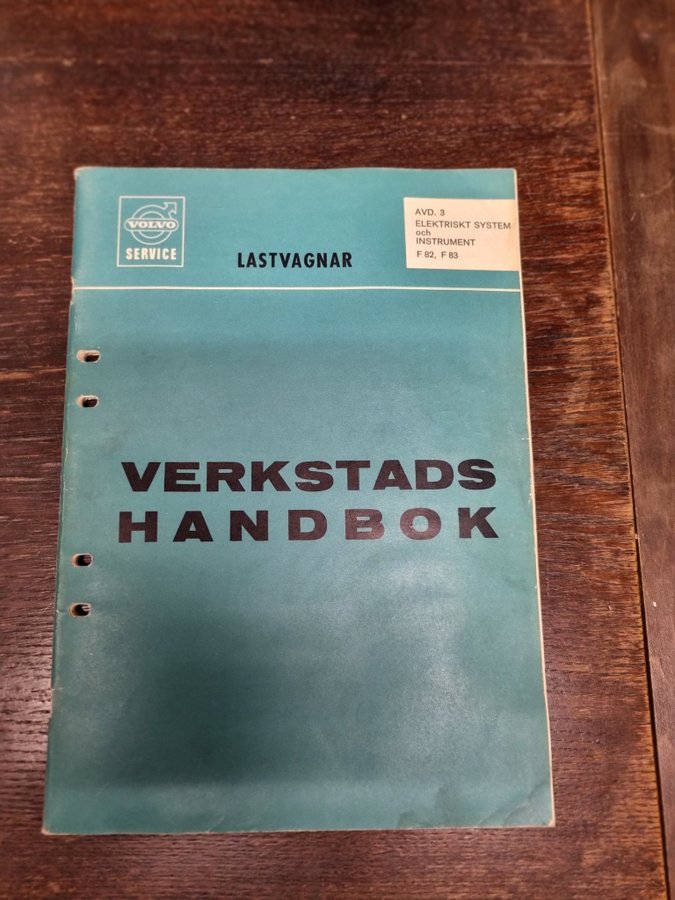 VOLVO
SERVICE
LASTVAGNAR
AVD. 3
ELEKTRISKT SYSTEM
och
INSTRUMENT
F 82, F 83
VERKSTADS
HANDBOK